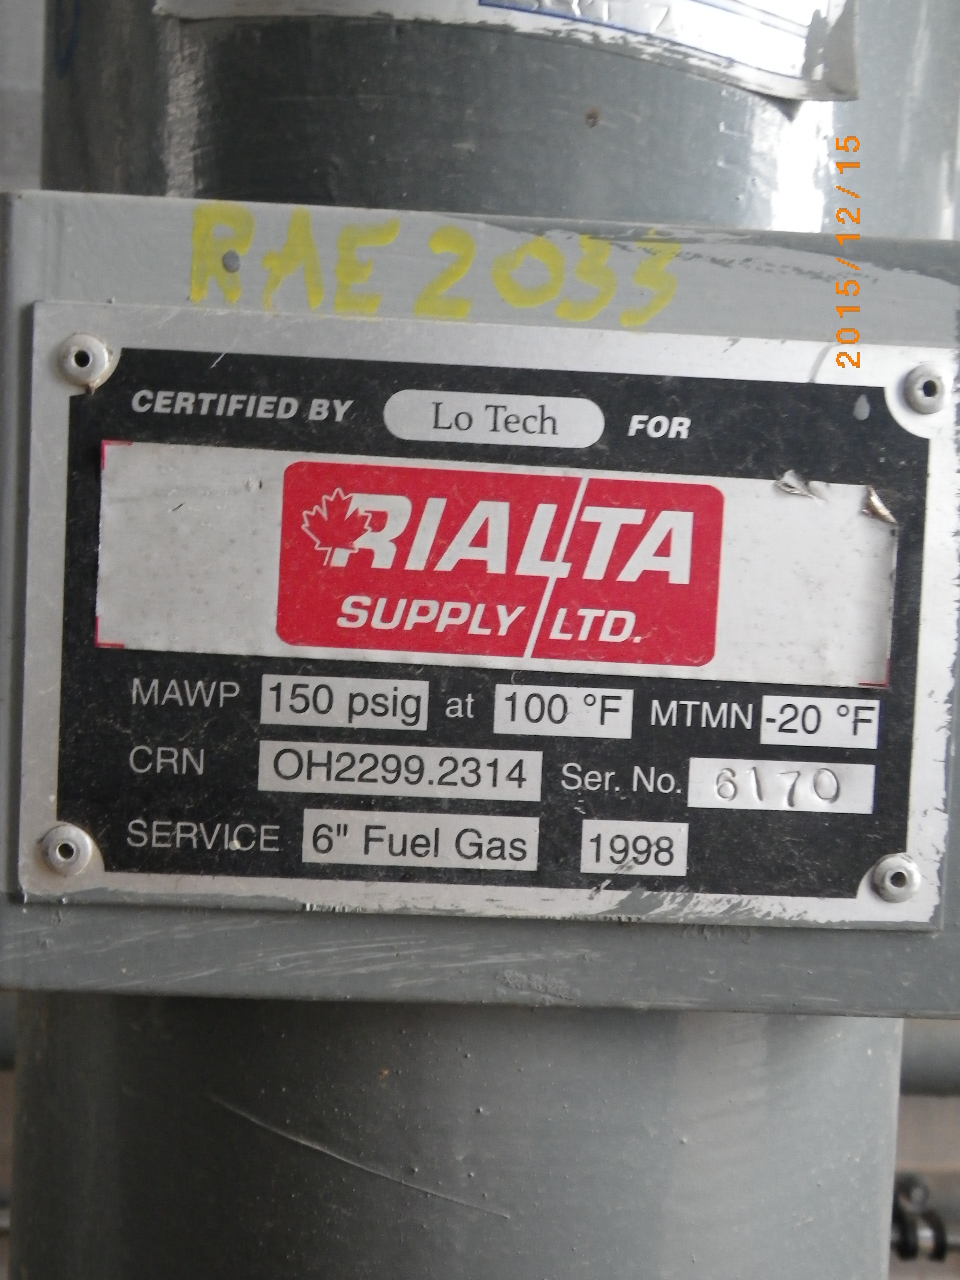 RAE 2033
2015/12/15
CERTIFIED BY Lo Tech FOR
RIALTA
SUPPLY LTD.
MAWP 150 psig at 100 °F MTMN -20 °F
CRN OH2299.2314 Ser. No. 6170
SERVICE 6" Fuel Gas 1998